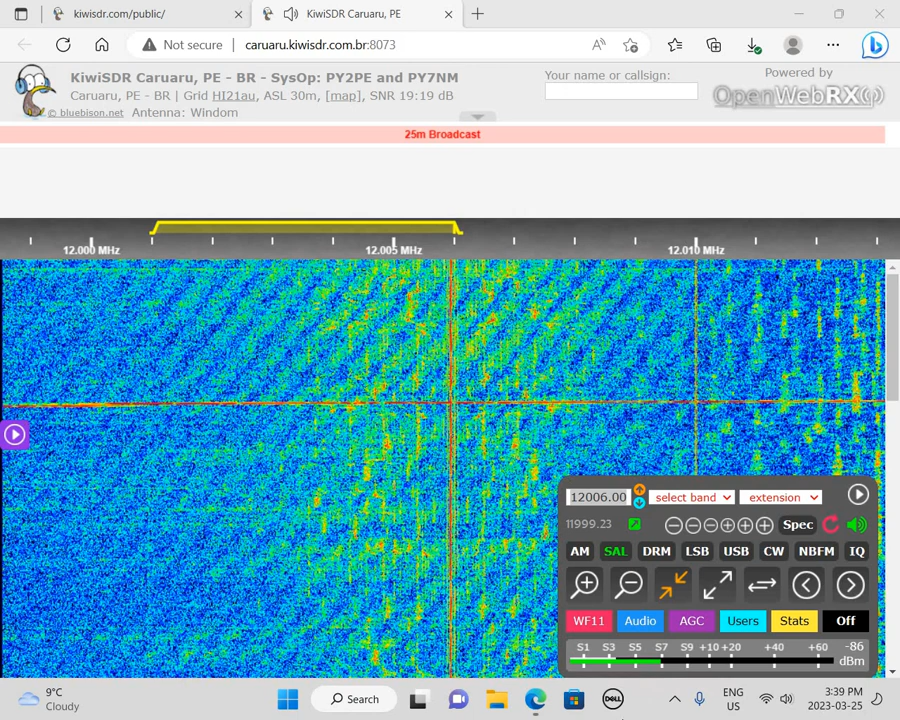 kiwisdr.com/public/
KiwiSDR Caruaru, PE
Not secure
caruaru.kiwisdr.com.br:8073
KiwiSDR Caruaru, PE - BR - SysOp: PY2PE and PY7NM
Caruaru, PE - BR | Grid HI21au, ASL 30m, [map], SNR 19:19 dB
© bluebison.net Antenna: Windom
Your name or callsign:
Powered by
OpenWebRX
25m Broadcast
12.000 MHz 12.005 MHz 12.010 MHz
12006.00 select band extension
11999.23 Spec
AM SAL DRM LSB USB CW NBFM IQ
WF11 Audio AGC Users Stats Off
S1 S3 S5 S7 S9 +10 +20 +40 +60 -86
dBm
9°C
Cloudy
Search
DELL
ENG
US
3:39 PM
2023-03-25